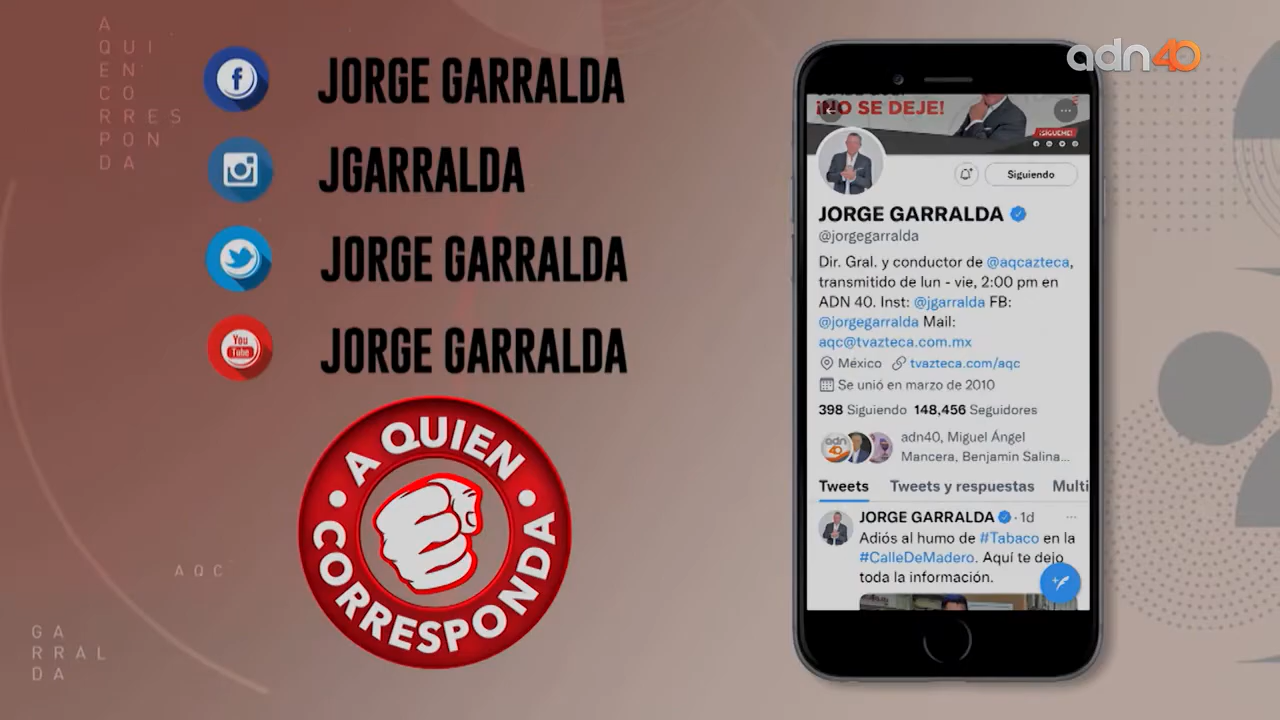 A
QUI
EN
CO
RRES
PON
DA
JORGE GARRALDA
JGARRALDA
JORGE GARRALDA
You
Tube
JORGE GARRALDA
A QUIEN
CORRESPONDA
AQC
GA
RRAL
DA
adn40
¡NO SE DEJE!
¡SÍGUEME!
Siguiendo
JORGE GARRALDA
@jorgegarralda
Dir. Gral. y conductor de @aqcazteca,
transmitido de lun - vie, 2:00 pm en
ADN 40. Inst: @jgarralda FB:
@jorgegarralda Mail:
aqc@tvazteca.com.mx
México tvazteca.com/aqc
Se unió en marzo de 2010
398 Siguiendo 148,456 Seguidores
adn40, Miguel Ángel
Mancera, Benjamin Salina...
Tweets Tweets y respuestas Multi
JORGE GARRALDA · 1d
Adiós al humo de #Tabaco en la
#CalleDeMadero. Aquí te dejo
toda la información.